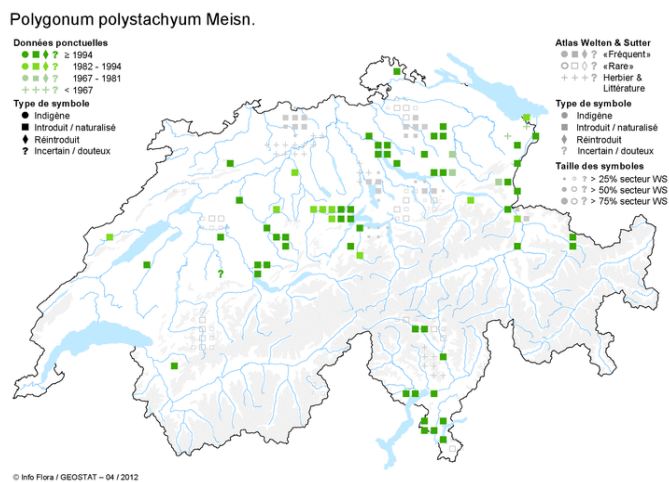 Polygonum polystachyum Meisn.
Données ponctuelles
? ≥ 1994
? 1982 - 1994
? 1967 - 1981
+ + + ? < 1967
Type de symbole
Indigène
Introduit / naturalisé
Réintroduit
? Incertain / douteux
Atlas Welten & Sutter
? «Fréquent»
? «Rare»
+ + + ? Herbier &
Littérature
Type de symbole
Indigène
Introduit / naturalisé
Réintroduit
? Incertain / douteux
Taille des symboles
? > 25% secteur WS
? > 50% secteur WS
? > 75% secteur WS
?
© Info Flora / GEOSTAT – 04 / 2012